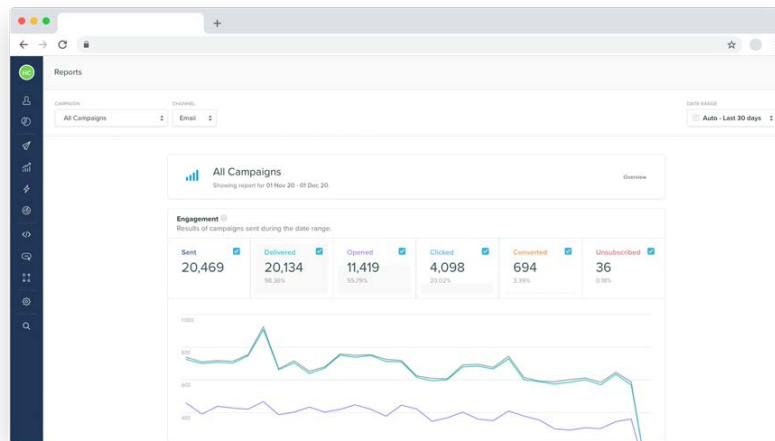 HC
Reports
CAMPAIGN
CHANNEL
DATE RANGE
All Campaigns
Email
Auto - Last 30 days
All Campaigns
Showing report for 01 Nov 20 - 01 Dec 20.
Overview
Engagement
Results of campaigns sent during the date range.
Sent
Delivered
Opened
Clicked
Converted
Unsubscribed
20,469
20,134
11,419
4,098
694
36
98.36%
55.79%
20.02%
3.39%
0.18%
1000
800
600
400